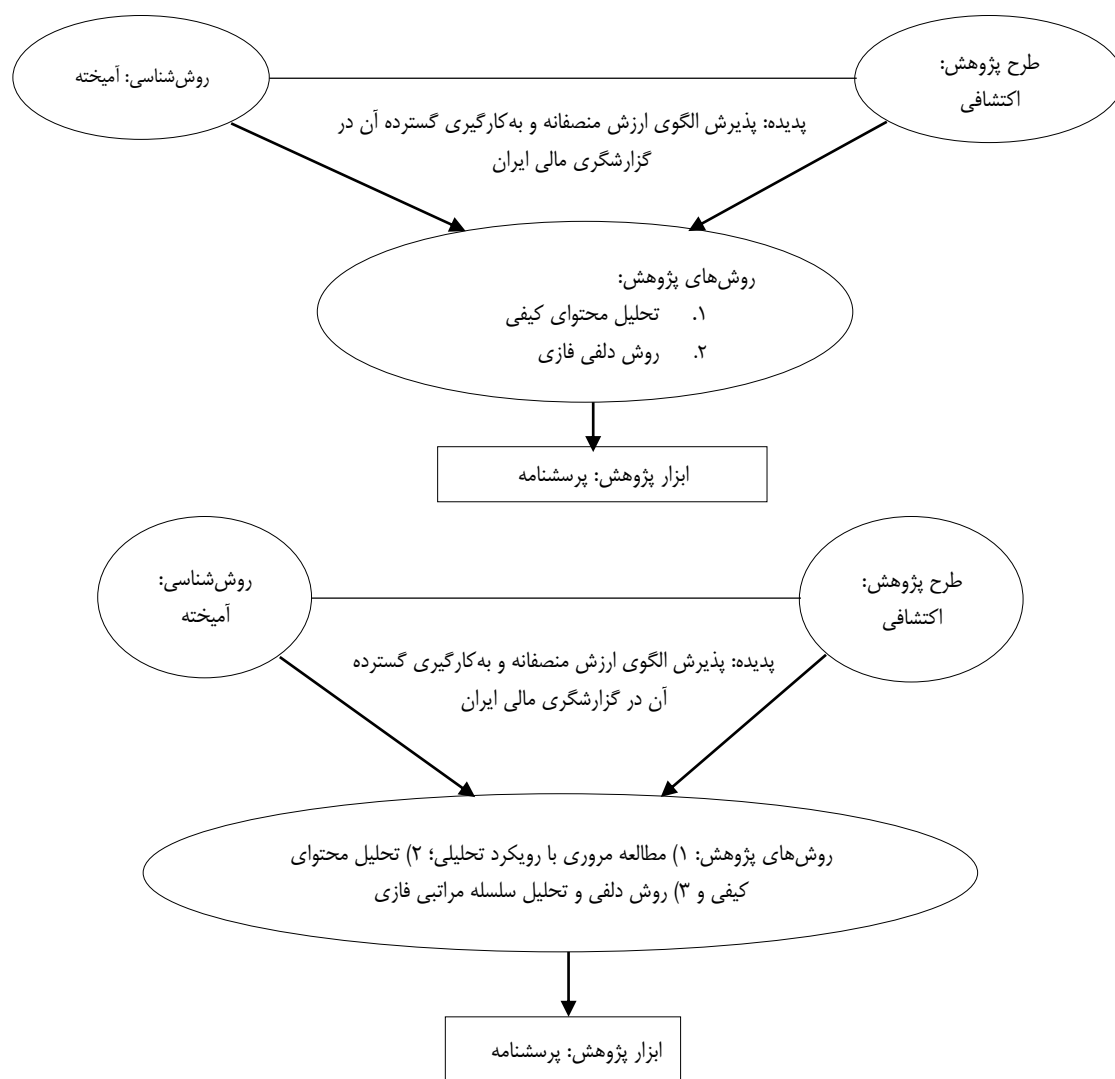 طرح پژوهش:
اکتشافی
روش‌شناسی: آمیخته
پدیده: پذیرش الگوی ارزش منصفانه و به‌کارگیری گسترده آن در
گزارشگری مالی ایران
روش‌های پژوهش:
۱. تحلیل محتوای کیفی
۲. روش دلفی فازی
ابزار پژوهش: پرسشنامه
طرح پژوهش:
اکتشافی
روش‌شناسی:
آمیخته
پدیده: پذیرش الگوی ارزش منصفانه و به‌کارگیری گسترده
آن در گزارشگری مالی ایران
روش‌های پژوهش: ۱) مطالعه مروری با رویکرد تحلیلی؛ ۲) تحلیل محتوای
کیفی و ۳) روش دلفی و تحلیل سلسله مراتبی فازی
ابزار پژوهش: پرسشنامه